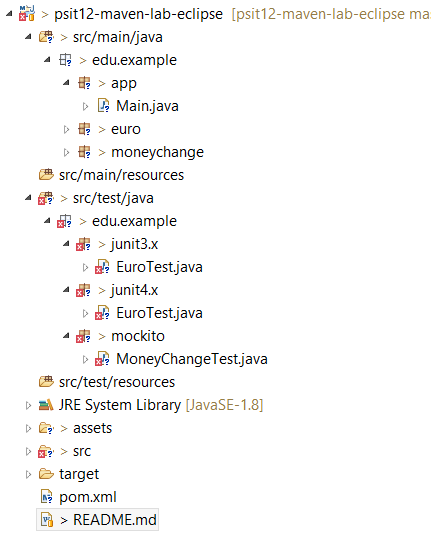 psit12-maven-lab-eclipse [psit12-maven-lab-eclipse ma
> src/main/java
> edu.example
> app
Main.java
> euro
> moneychange
src/main/resources
> src/test/java
> edu.example
> junit3.x
EuroTest.java
> junit4.x
EuroTest.java
> mockito
MoneyChangeTest.java
src/test/resources
JRE System Library [JavaSE-1.8]
> assets
> src
target
pom.xml
> README.md